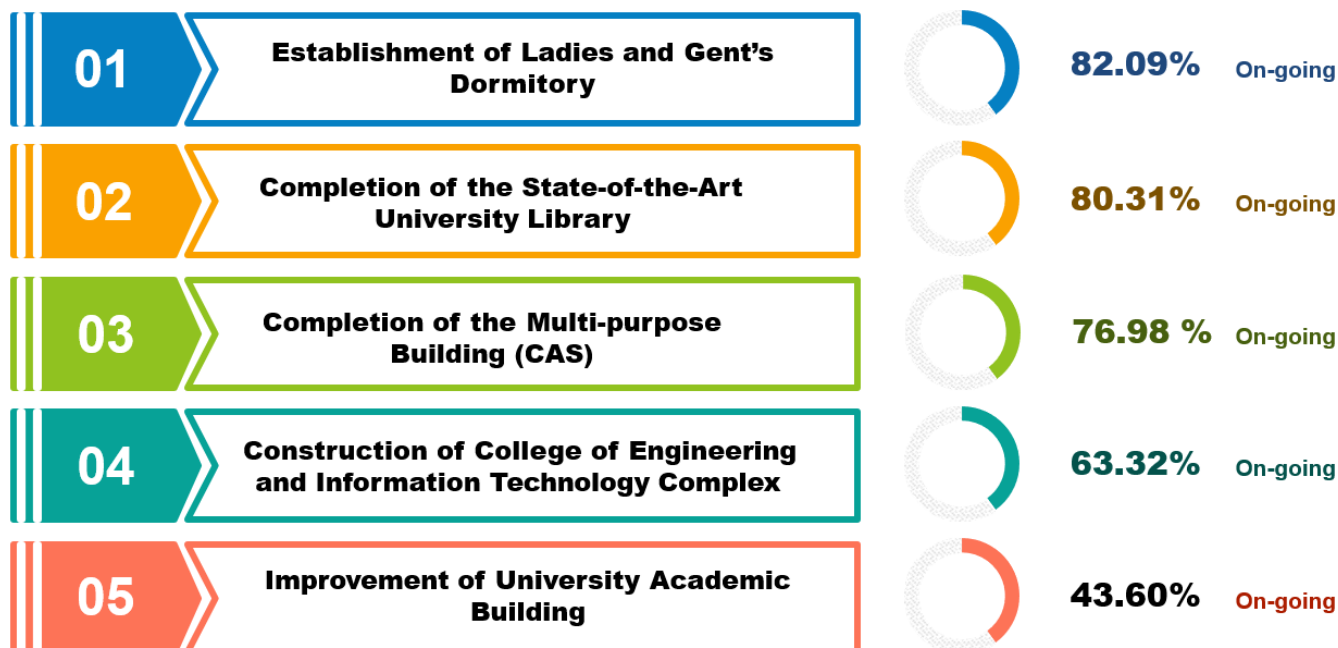 01
Establishment of Ladies and Gent’s
Dormitory
82.09%
On-going
02
Completion of the State-of-the-Art
University Library
80.31%
On-going
03
Completion of the Multi-purpose
Building (CAS)
76.98 %
On-going
04
Construction of College of Engineering
and Information Technology Complex
63.32%
On-going
05
Improvement of University Academic
Building
43.60%
On-going